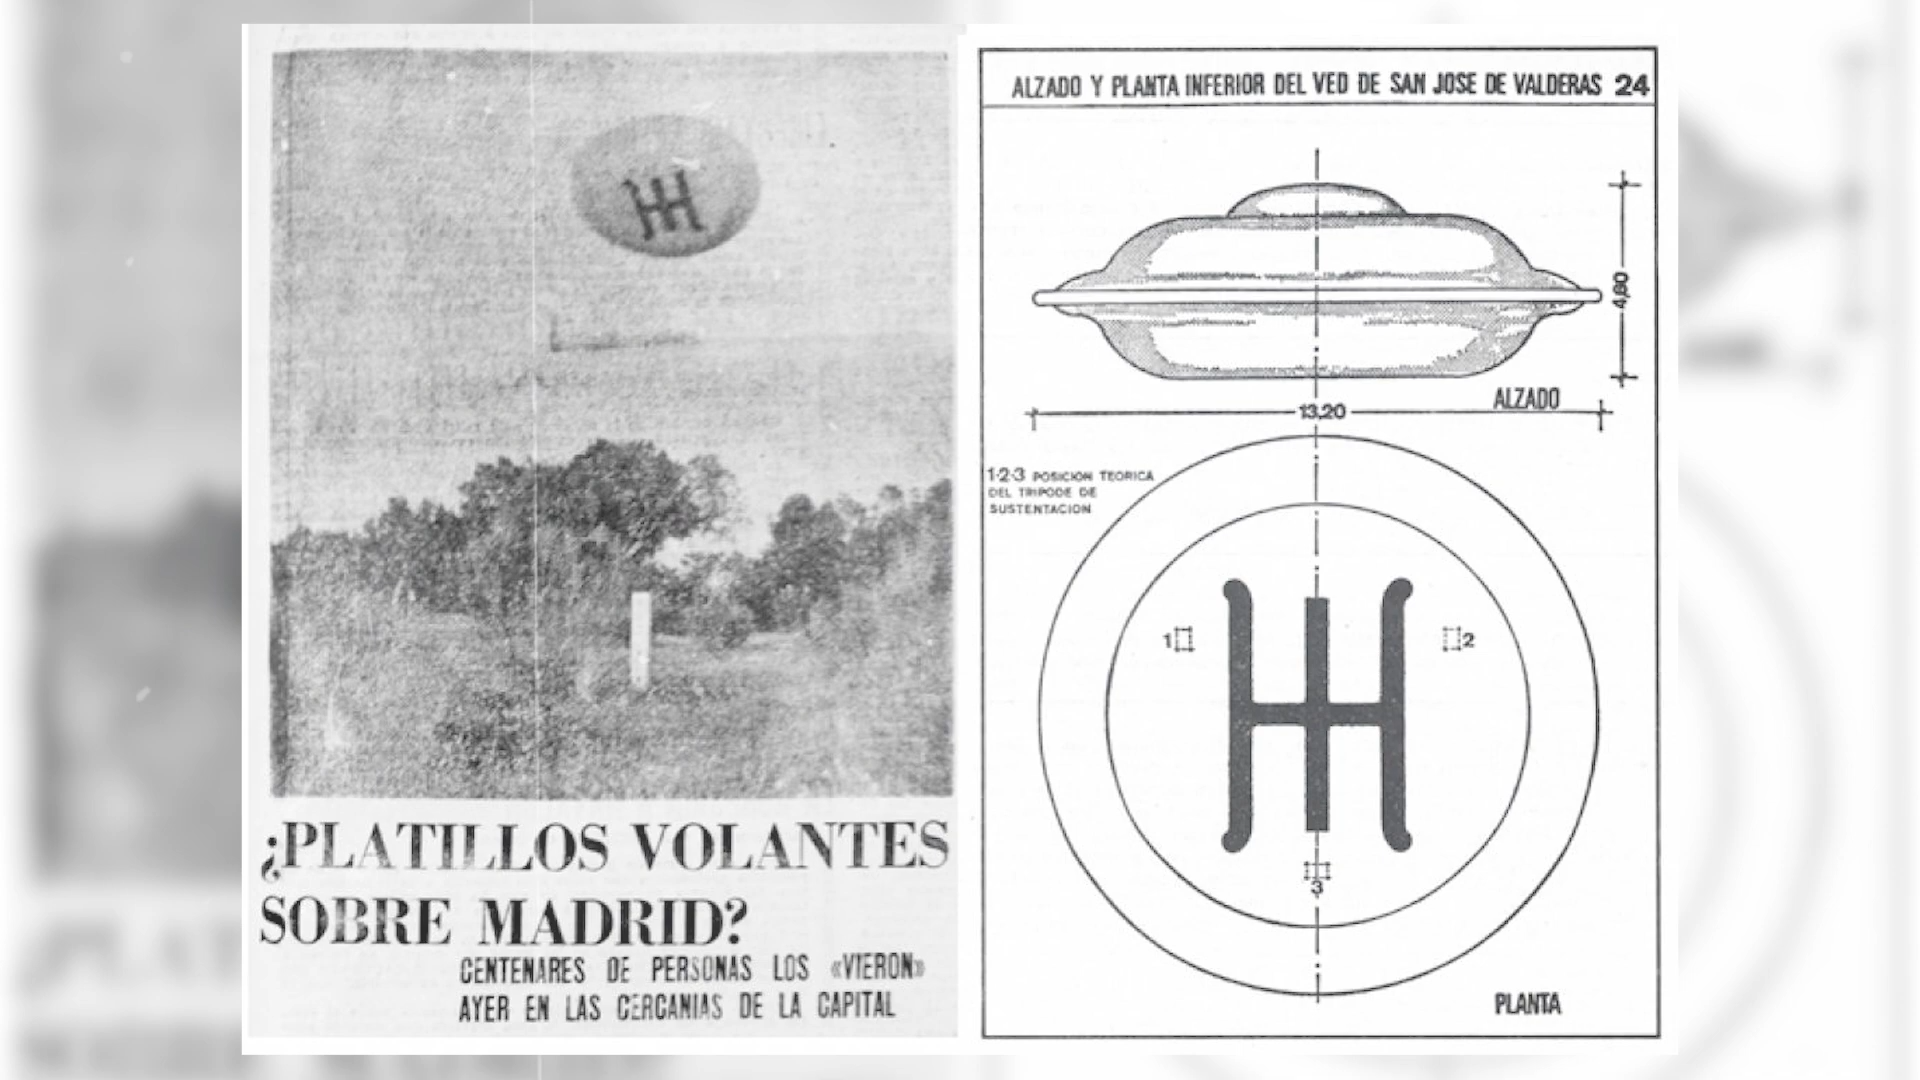 ¿PLATILLOS VOLANTES
SOBRE MADRID?
CENTENARES DE PERSONAS LOS «VIERON»
AYER EN LAS CERCANIAS DE LA CAPITAL
ALZADO Y PLANTA INFERIOR DEL VED DE SAN JOSE DE VALDERAS 24
4,80
ALZADO
13,20
1-2-3 POSICION TEORICA
DEL TRIPODE DE
SUSTENTACION
1
2
3
PLANTA